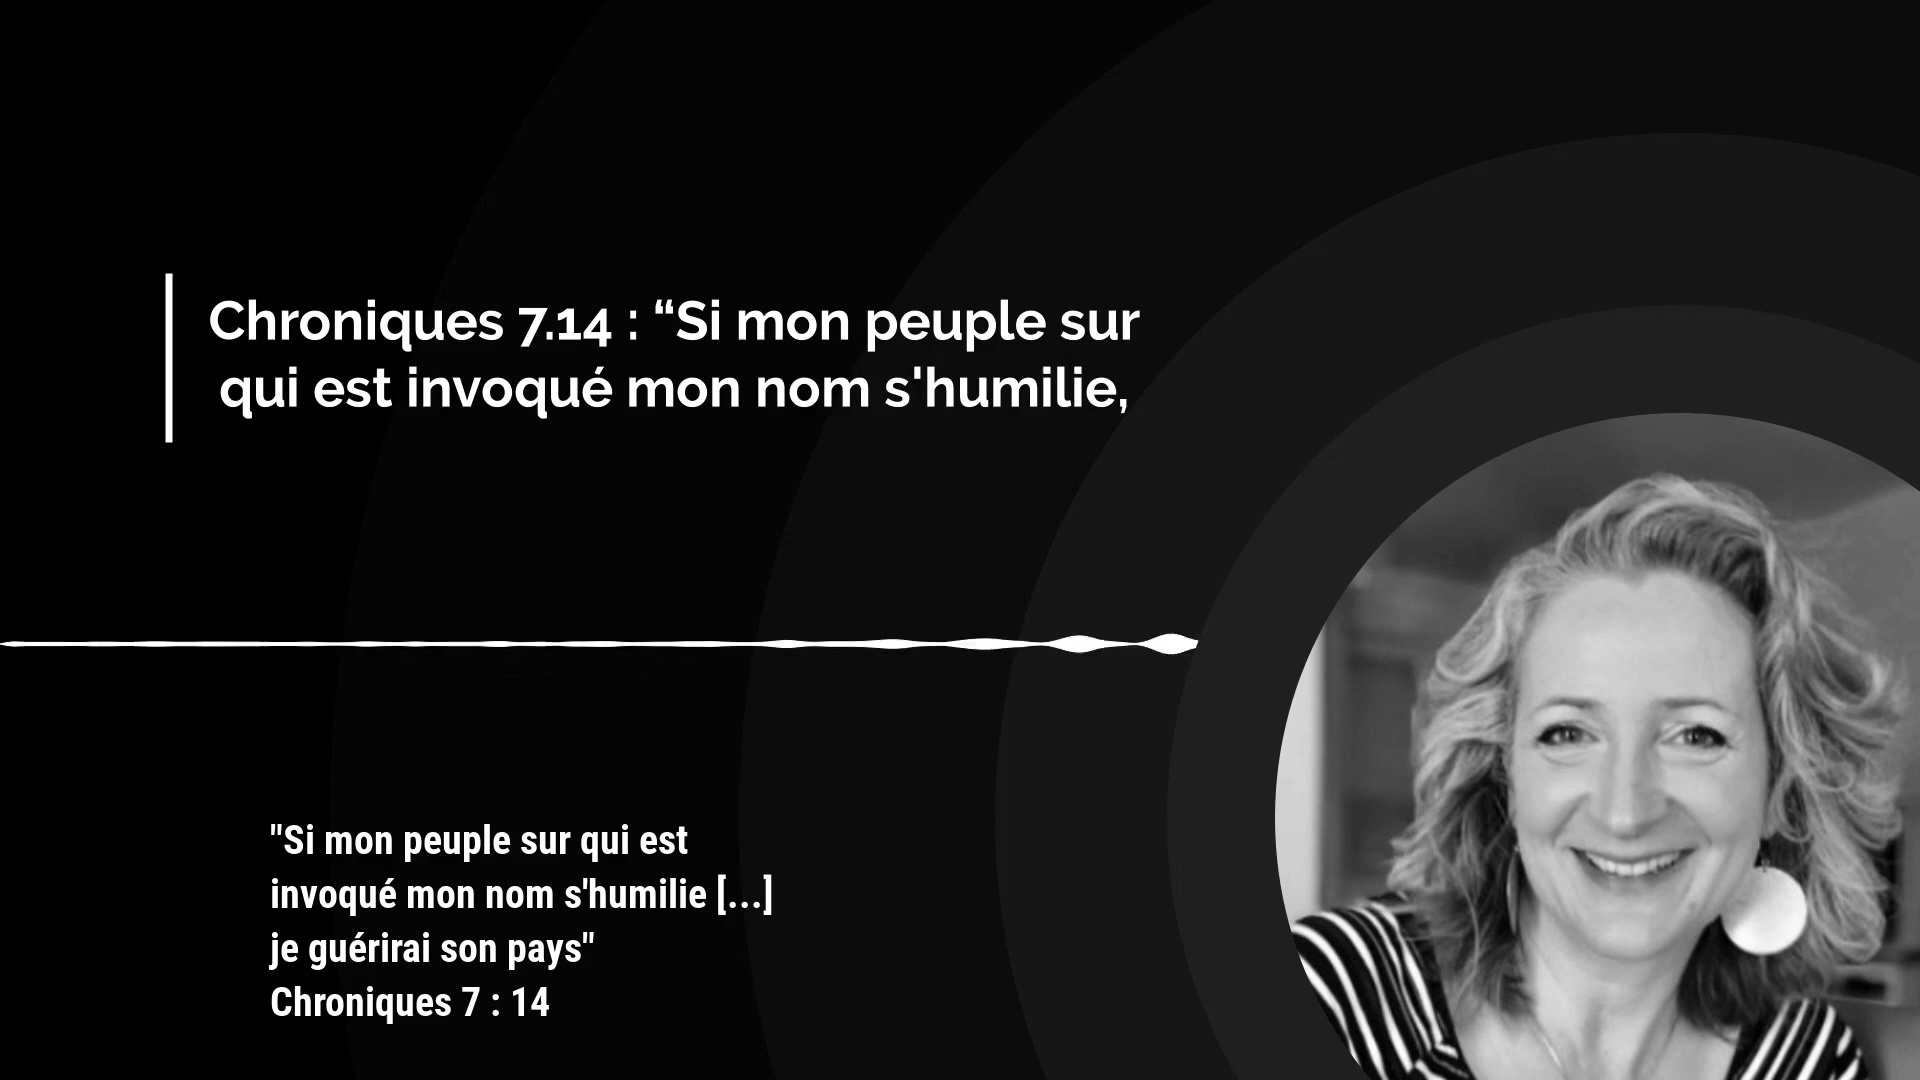 Chroniques 7.14 : “Si mon peuple sur
qui est invoqué mon nom s'humilie,
"Si mon peuple sur qui est
invoqué mon nom s'humilie [...]
je guérirai son pays"
Chroniques 7 : 14